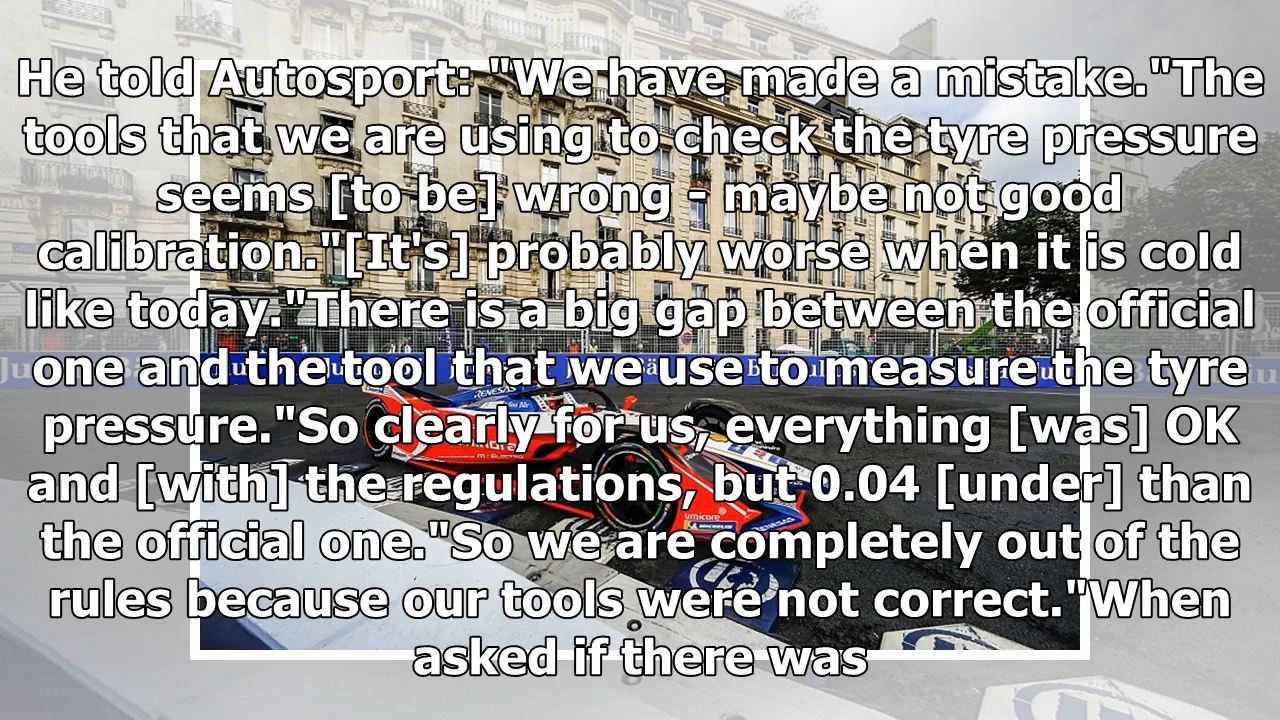 He told Autosport: "We have made a mistake."The
tools that we are using to check the tyre pressure
seems [to be] wrong - maybe not good
calibration."[It's] probably worse when it is cold
like today."There is a big gap between the official
one and the tool that we use to measure the tyre
pressure."So clearly for us, everything [was] OK
and [with] the regulations, but 0.04 [under] than
the official one."So we are completely out of the
rules because our tools were not correct."When
asked if there was
umicore
MICHELIN